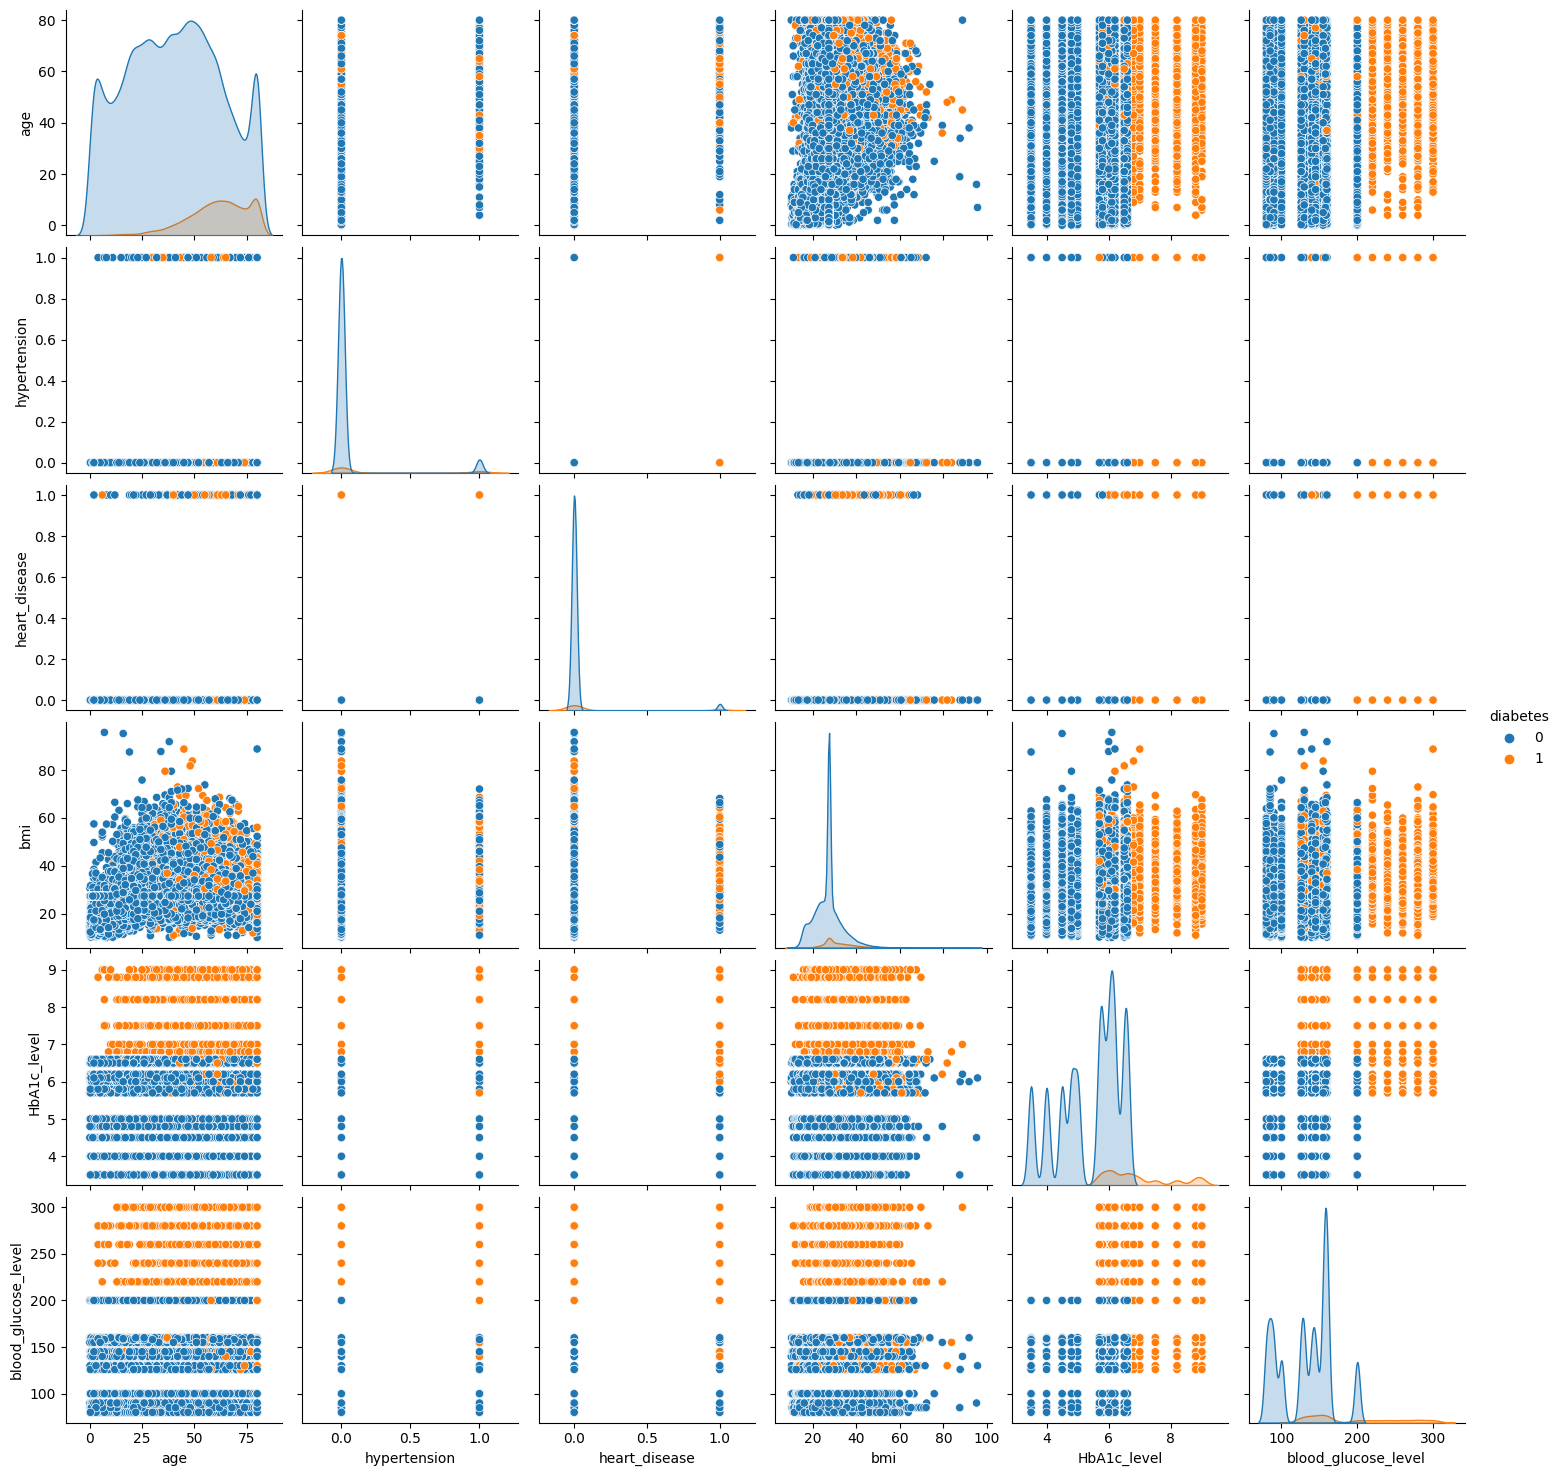 80
60
40
20
0
age
1.0
0.8
0.6
0.4
0.2
0.0
hypertension
1.0
0.8
0.6
0.4
0.2
0.0
heart_disease
diabetes
0
1
80
60
40
20
bmi
9
8
7
6
5
4
HbA1c_level
300
250
200
150
100
blood_glucose_level
0 25 50 75
0.0 0.5 1.0
0.0 0.5 1.0
20 40 60 80 100
4 6 8
100 200 300
age hypertension heart_disease bmi HbA1c_level blood_glucose_level